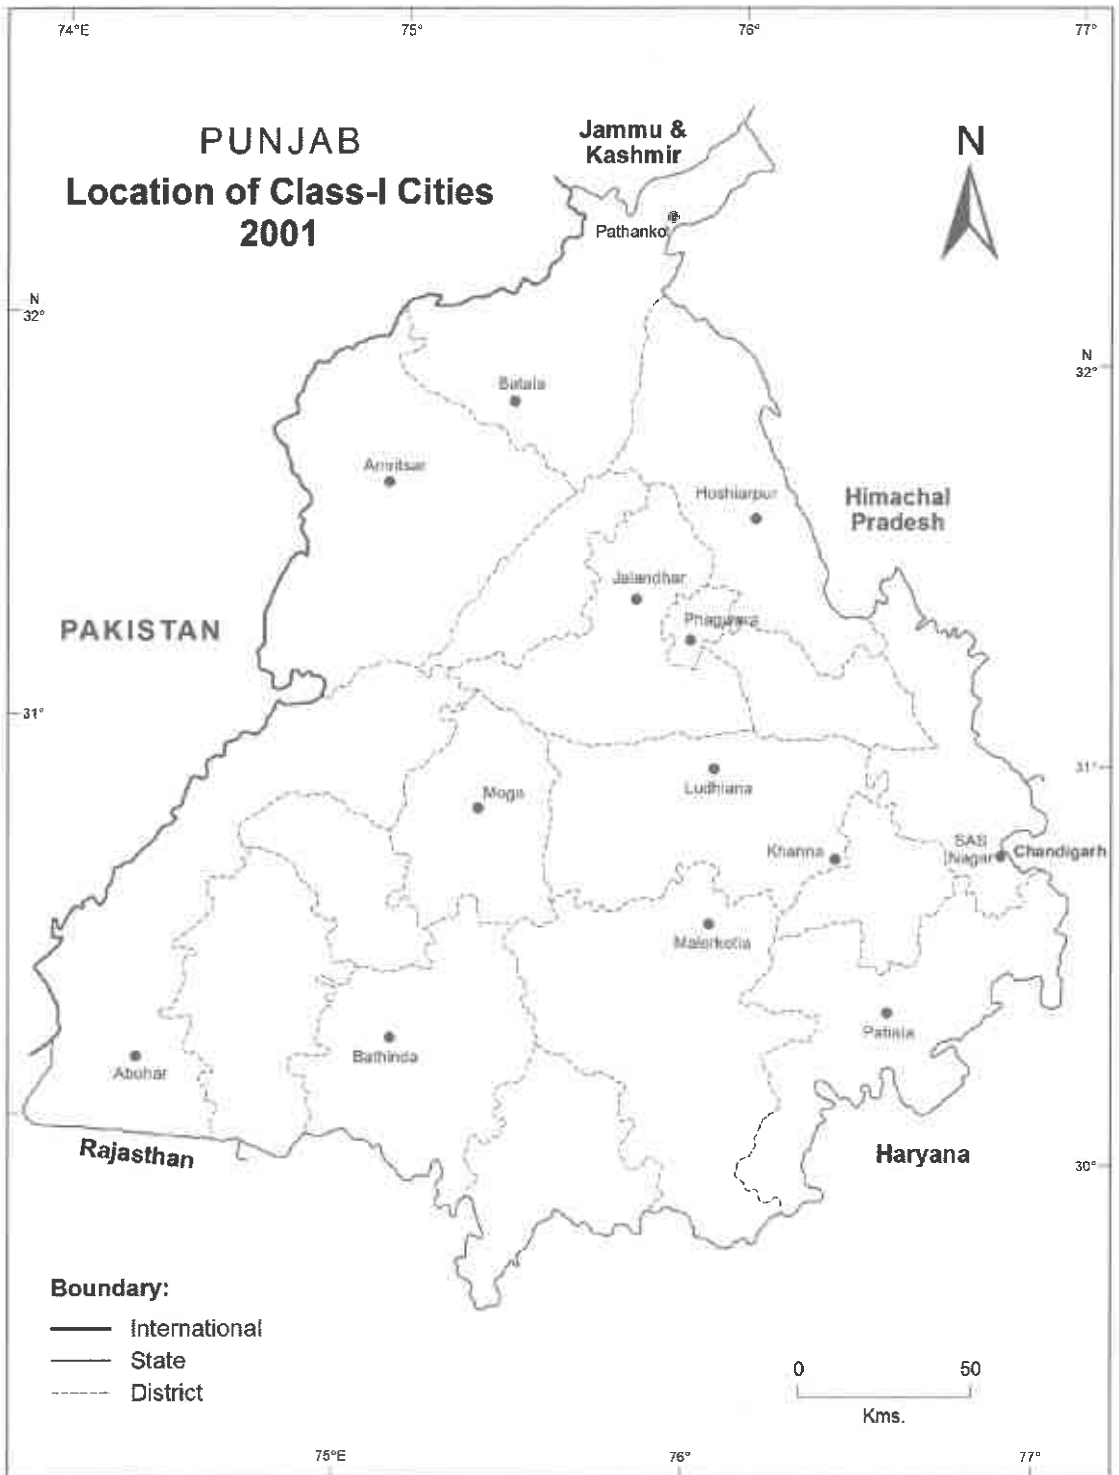 74°E 75° 76° 77°
PUNJAB
Location of Class-I Cities
2001
Jammu &
Kashmir
N
Pathanko
N
32°
N
32°
Batala
Amritsar
Hoshiarpur
Himachal
Pradesh
Jalandhar
Phagwara
PAKISTAN
31°
31°
Ludhiana
Moga
Khanna
SAS
Nagar
Chandigarh
Malerkotla
Patiala
Bathinda
Abohar
Rajasthan
Haryana
30°
Boundary:
International
State
District
0 50
Kms.
75°E 76° 77°